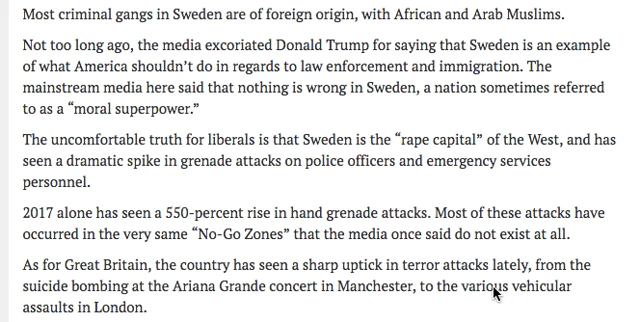 Most criminal gangs in Sweden are of foreign origin, with African and Arab Muslims.
Not too long ago, the media excoriated Donald Trump for saying that Sweden is an example
of what America shouldn't do in regards to law enforcement and immigration. The
mainstream media here said that nothing is wrong in Sweden, a nation sometimes referred
to as a “moral superpower.”
The uncomfortable truth for liberals is that Sweden is the “rape capital” of the West, and has
seen a dramatic spike in grenade attacks on police officers and emergency services
personnel.
2017 alone has seen a 550-percent rise in hand grenade attacks. Most of these attacks have
occurred in the very same “No-Go Zones” that the media once said do not exist at all.
As for Great Britain, the country has seen a sharp uptick in terror attacks lately, from the
suicide bombing at the Ariana Grande concert in Manchester, to the various vehicular
assaults in London.